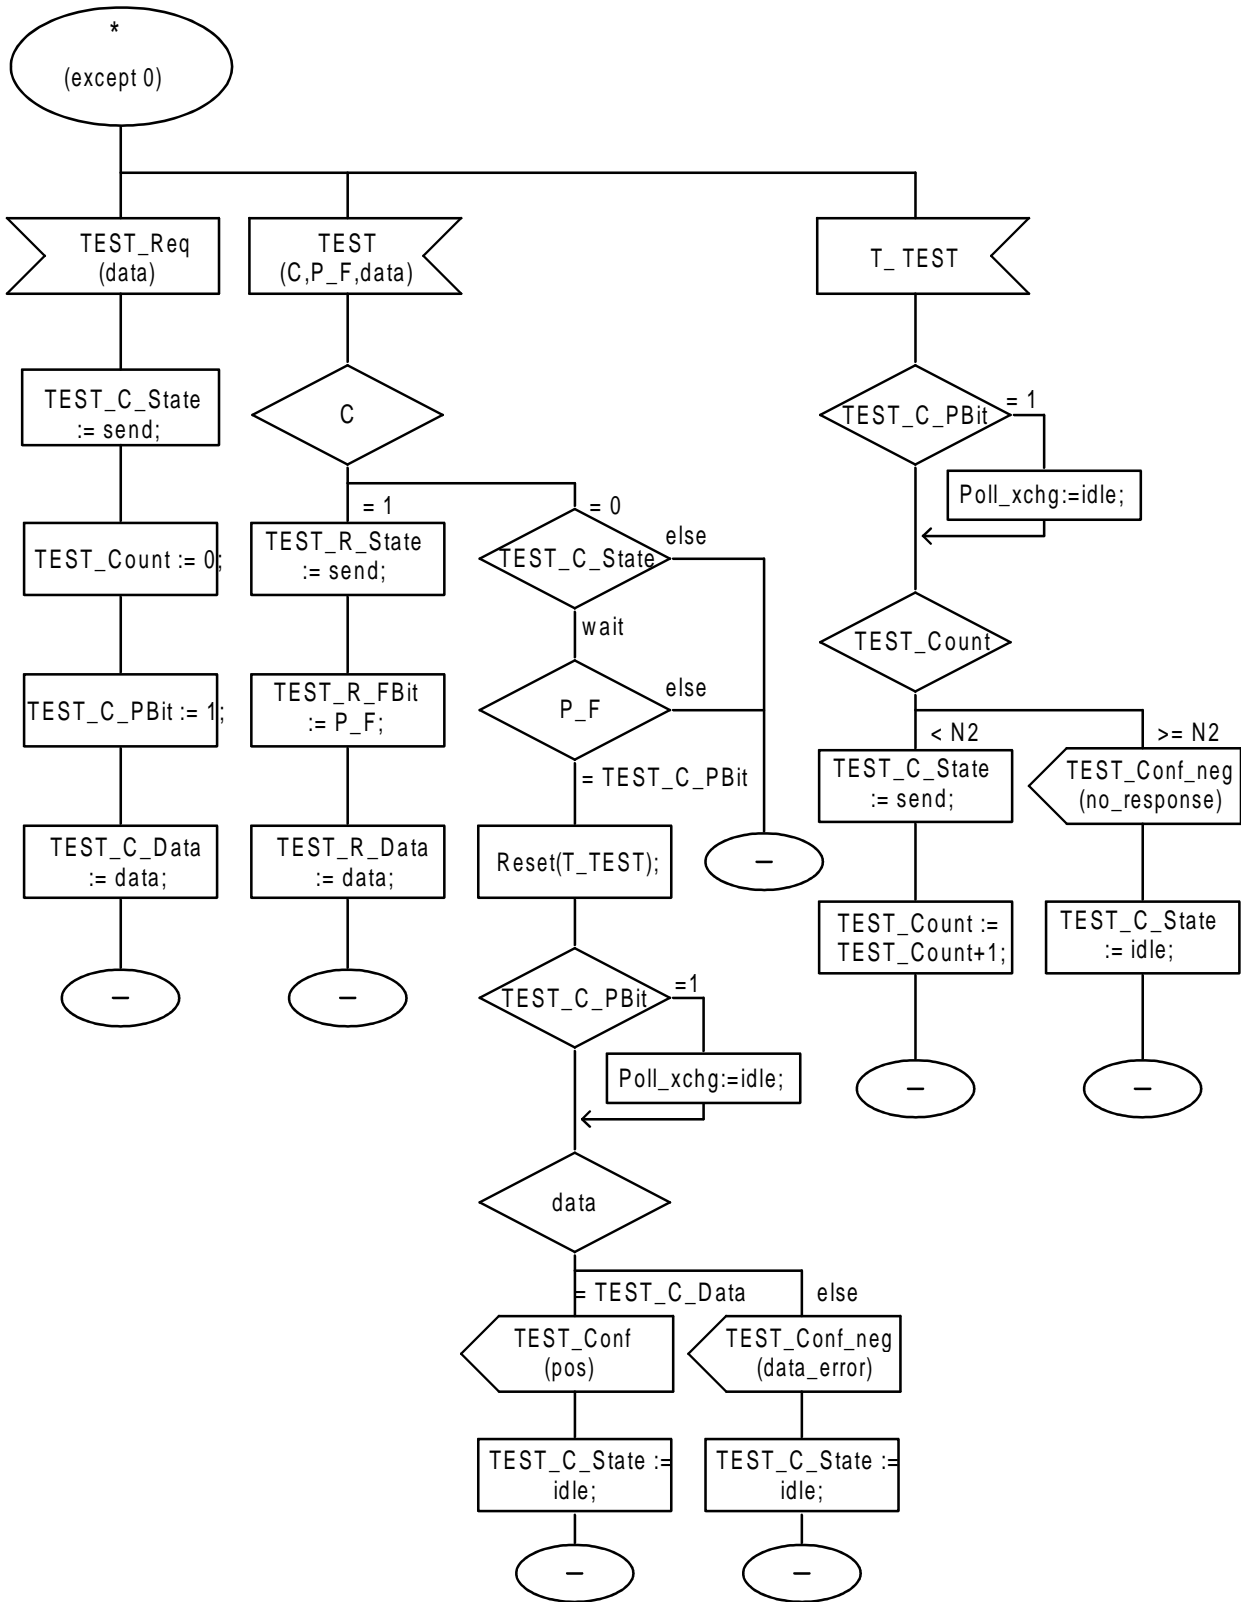 *
(except 0)
TEST_Req
(data)
TEST
(C,P_F,data)
T_TEST
TEST_C_State
:= send;
C
TEST_C_PBit
= 1
Poll_xchg:=idle;
TEST_Count := 0;
= 1
TEST_R_State
:= send;
= 0
TEST_C_State
else
wait
TEST_Count
TEST_C_PBit := 1;
TEST_R_FBit
:= P_F;
P_F
else
= TEST_C_PBit
< N2
TEST_C_State
:= send;
>= N2
TEST_Conf_neg
(no_response)
TEST_C_Data
:= data;
TEST_R_Data
:= data;
Reset(T_TEST);
–
TEST_Count :=
TEST_Count+1;
TEST_C_State
:= idle;
–
–
TEST_C_PBit
=1
Poll_xchg:=idle;
–
–
data
= TEST_C_Data
else
TEST_Conf
(pos)
TEST_Conf_neg
(data_error)
TEST_C_State :=
idle;
TEST_C_State :=
idle;
–
–